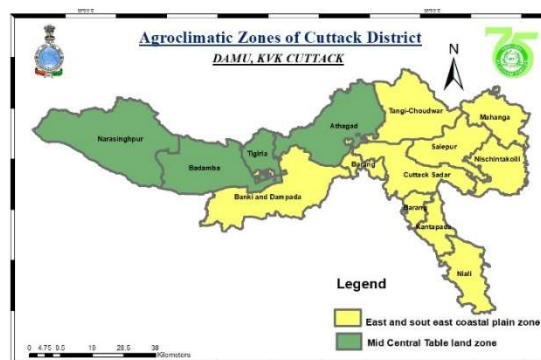 Agroclimatic Zones of Cuttack District
DAMU, KVK CUTTACK
N
75
Narasinghpur
Badamba
Tigiria
Athagad
Tangi-Choudwar
Mahanga
Salepur
Nischintakoili
Barang
Cuttack Sadar
Banki and Dampada
Barang
Kantapada
Niali
Legend
East and sout east coastal plain zone
Mid Central Table land zone
0 4.75 9.5 19 28.5 38
Kilometers